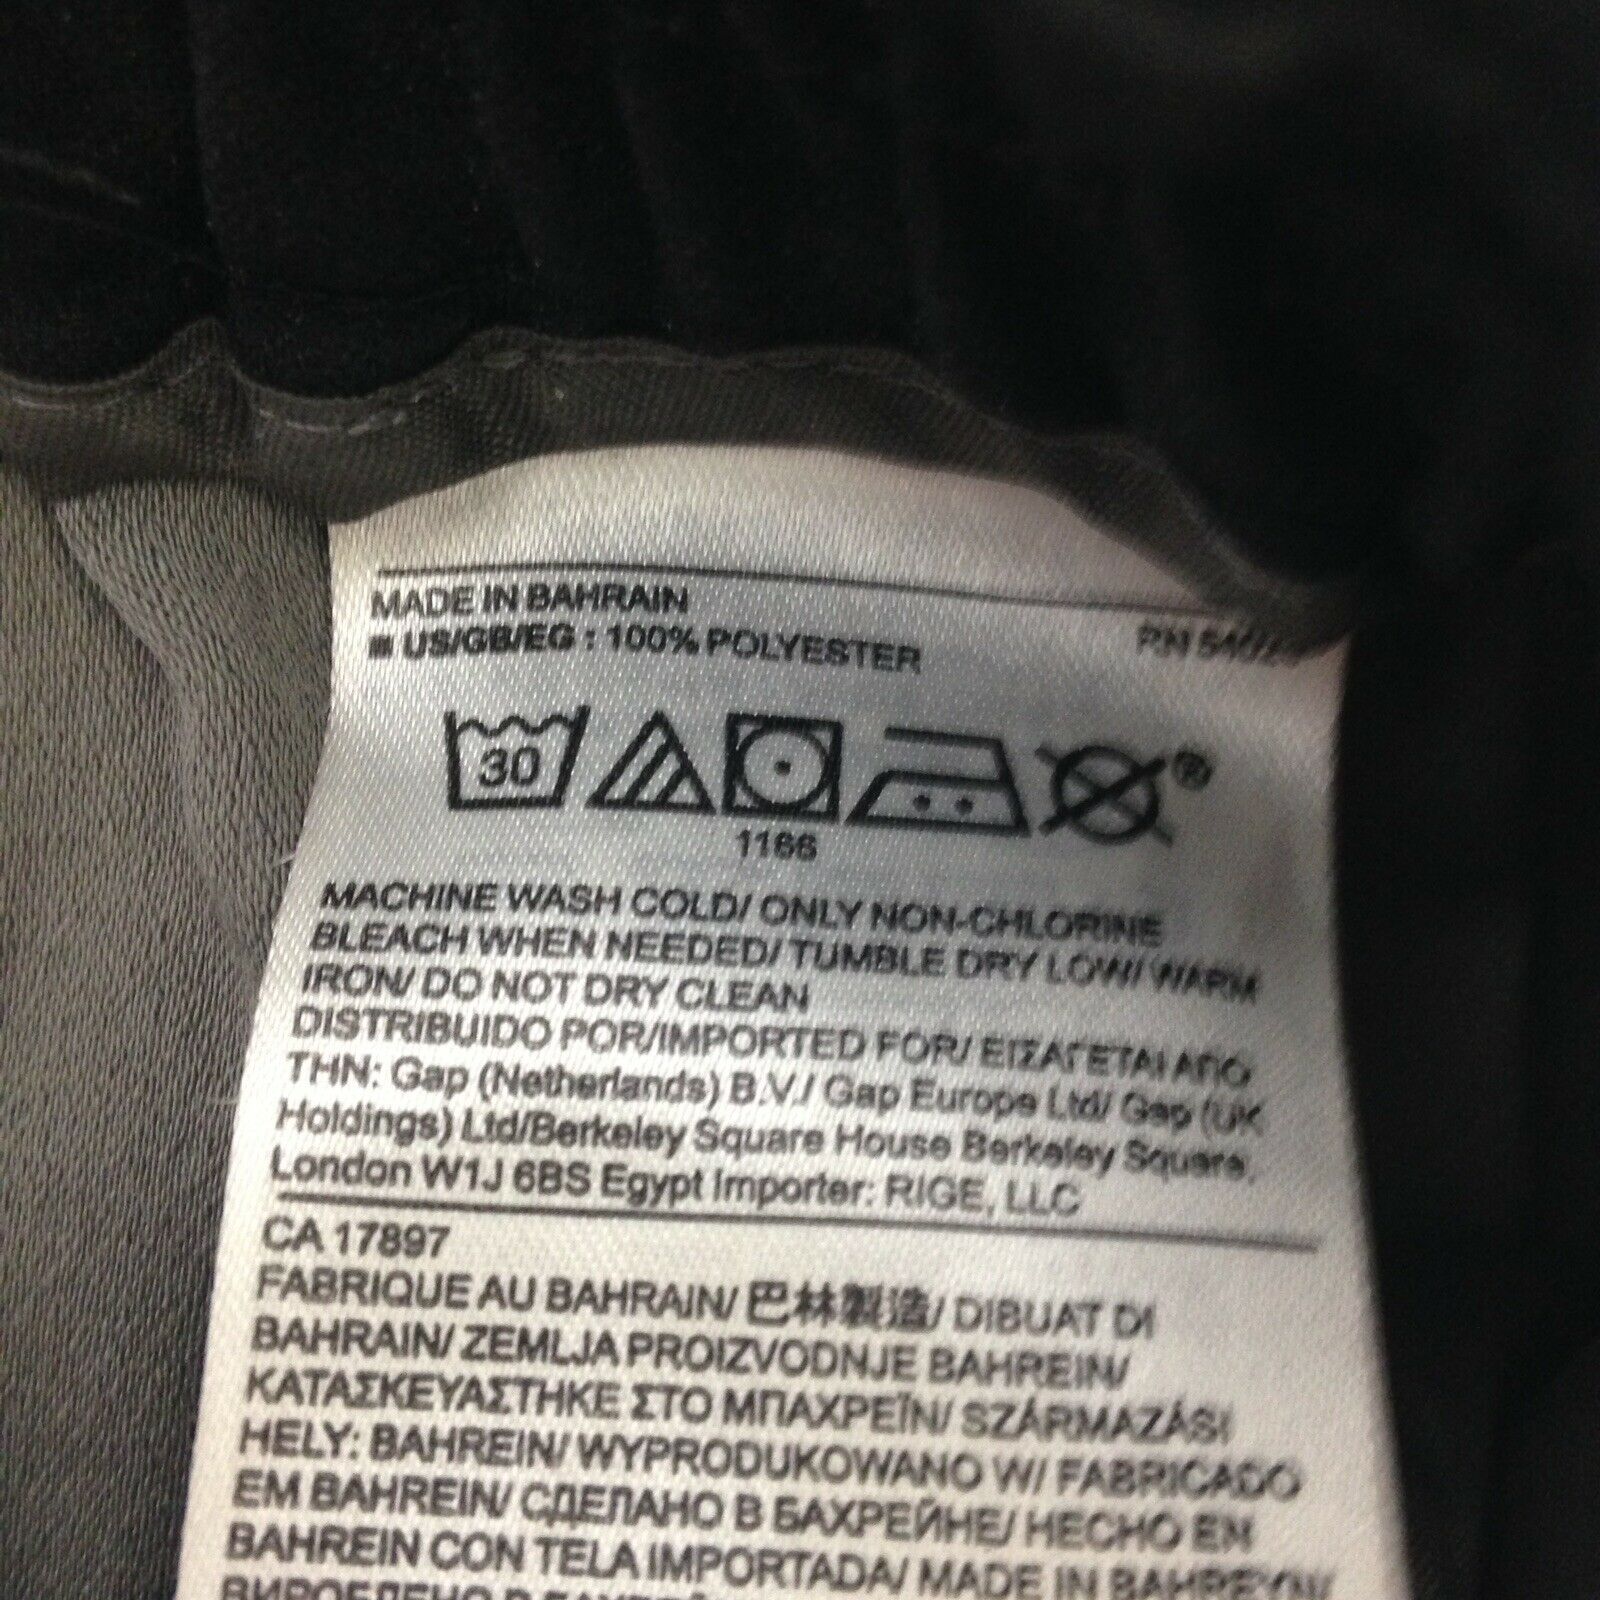 MADE IN BAHRAIN
US/GB/EG : 100% POLYESTER RN
30 ®
1166
MACHINE WASH COLD/ ONLY NON-CHLORINE
BLEACH WHEN NEEDED/ TUMBLE DRY LOW/ WARM
IRON/ DO NOT DRY CLEAN
DISTRIBUIDO POR/IMPORTED FOR/ ΕΙΣΑΓΕΤΑΙ ΑΠΟ
ΤΗΝ: Gap (Netherlands) B.V./ Gap Europe Ltd/ Gap (UK
Holdings) Ltd/Berkeley Square House Berkeley Square,
London W1J 6BS Egypt Importer: RIGE, LLC
CA 17897
FABRIQUE AU BAHRAIN/ 巴林製造/ DIBUAT DI
BAHRAIN/ ZEMLJA PROIZVODNJE BAHREIN/
ΚΑΤΑΣΚΕΥΑΣΤΗΚΕ ΣΤΟ ΜΠΑΧΡΕΪΝ/ SZÁRMAZÁSI
HELY: BAHREIN/ WYPRODUKOWANO W/ FABRICADO
EM BAHREIN/ СДЕЛАНО В БАХРЕЙНЕ/ HECHO EN
BAHREIN CON TELA IMPORTADA/ MADE IN